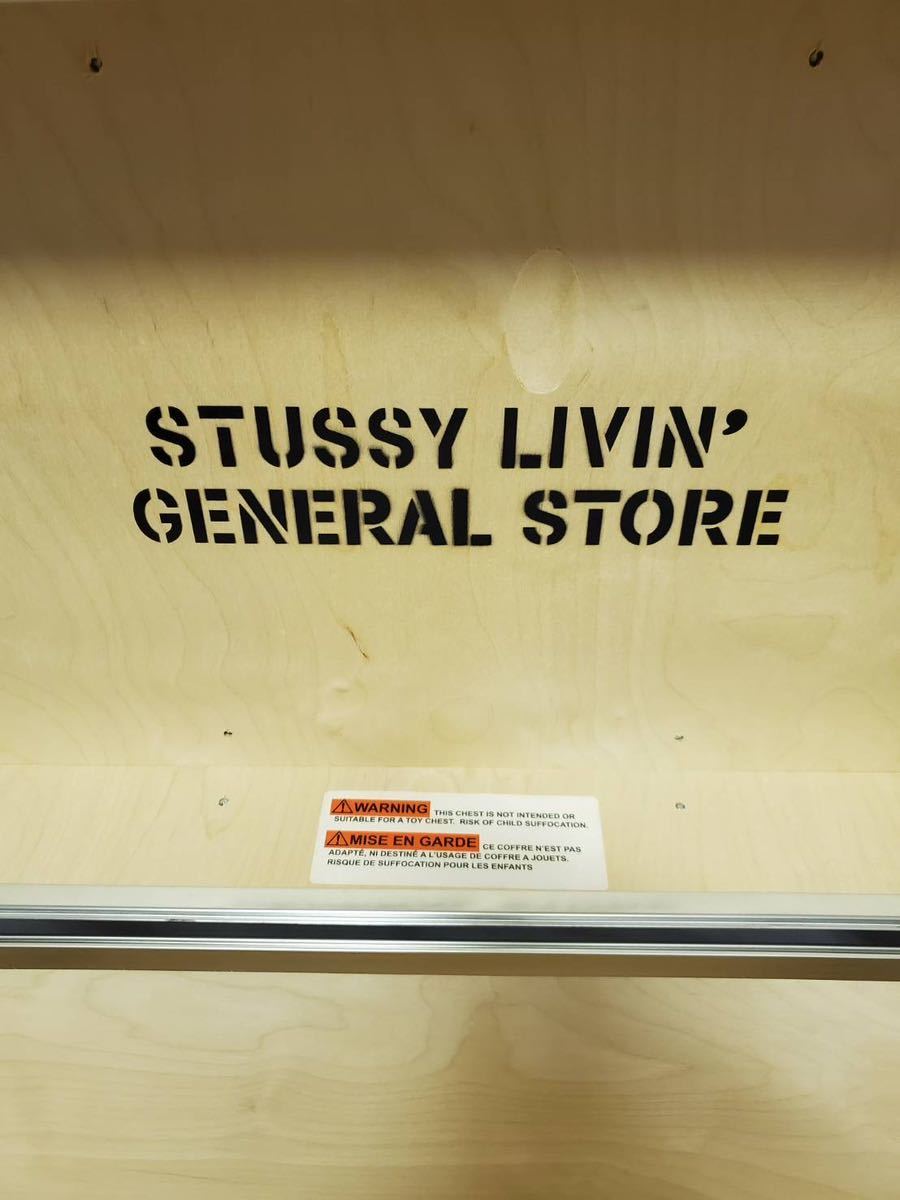 STUSSY LIVIN’
GENERAL STORE
WARNING THIS CHEST IS NOT INTENDED OR
SUITABLE FOR A TOY CHEST. RISK OF CHILD SUFFOCATION.
MISE EN GARDE CE COFFRE N'EST PAS
ADAPTÉ, NI DESTINÉ A L'USAGE DE COFFRE A JOUETS.
RISQUE DE SUFFOCATION POUR LES ENFANTS